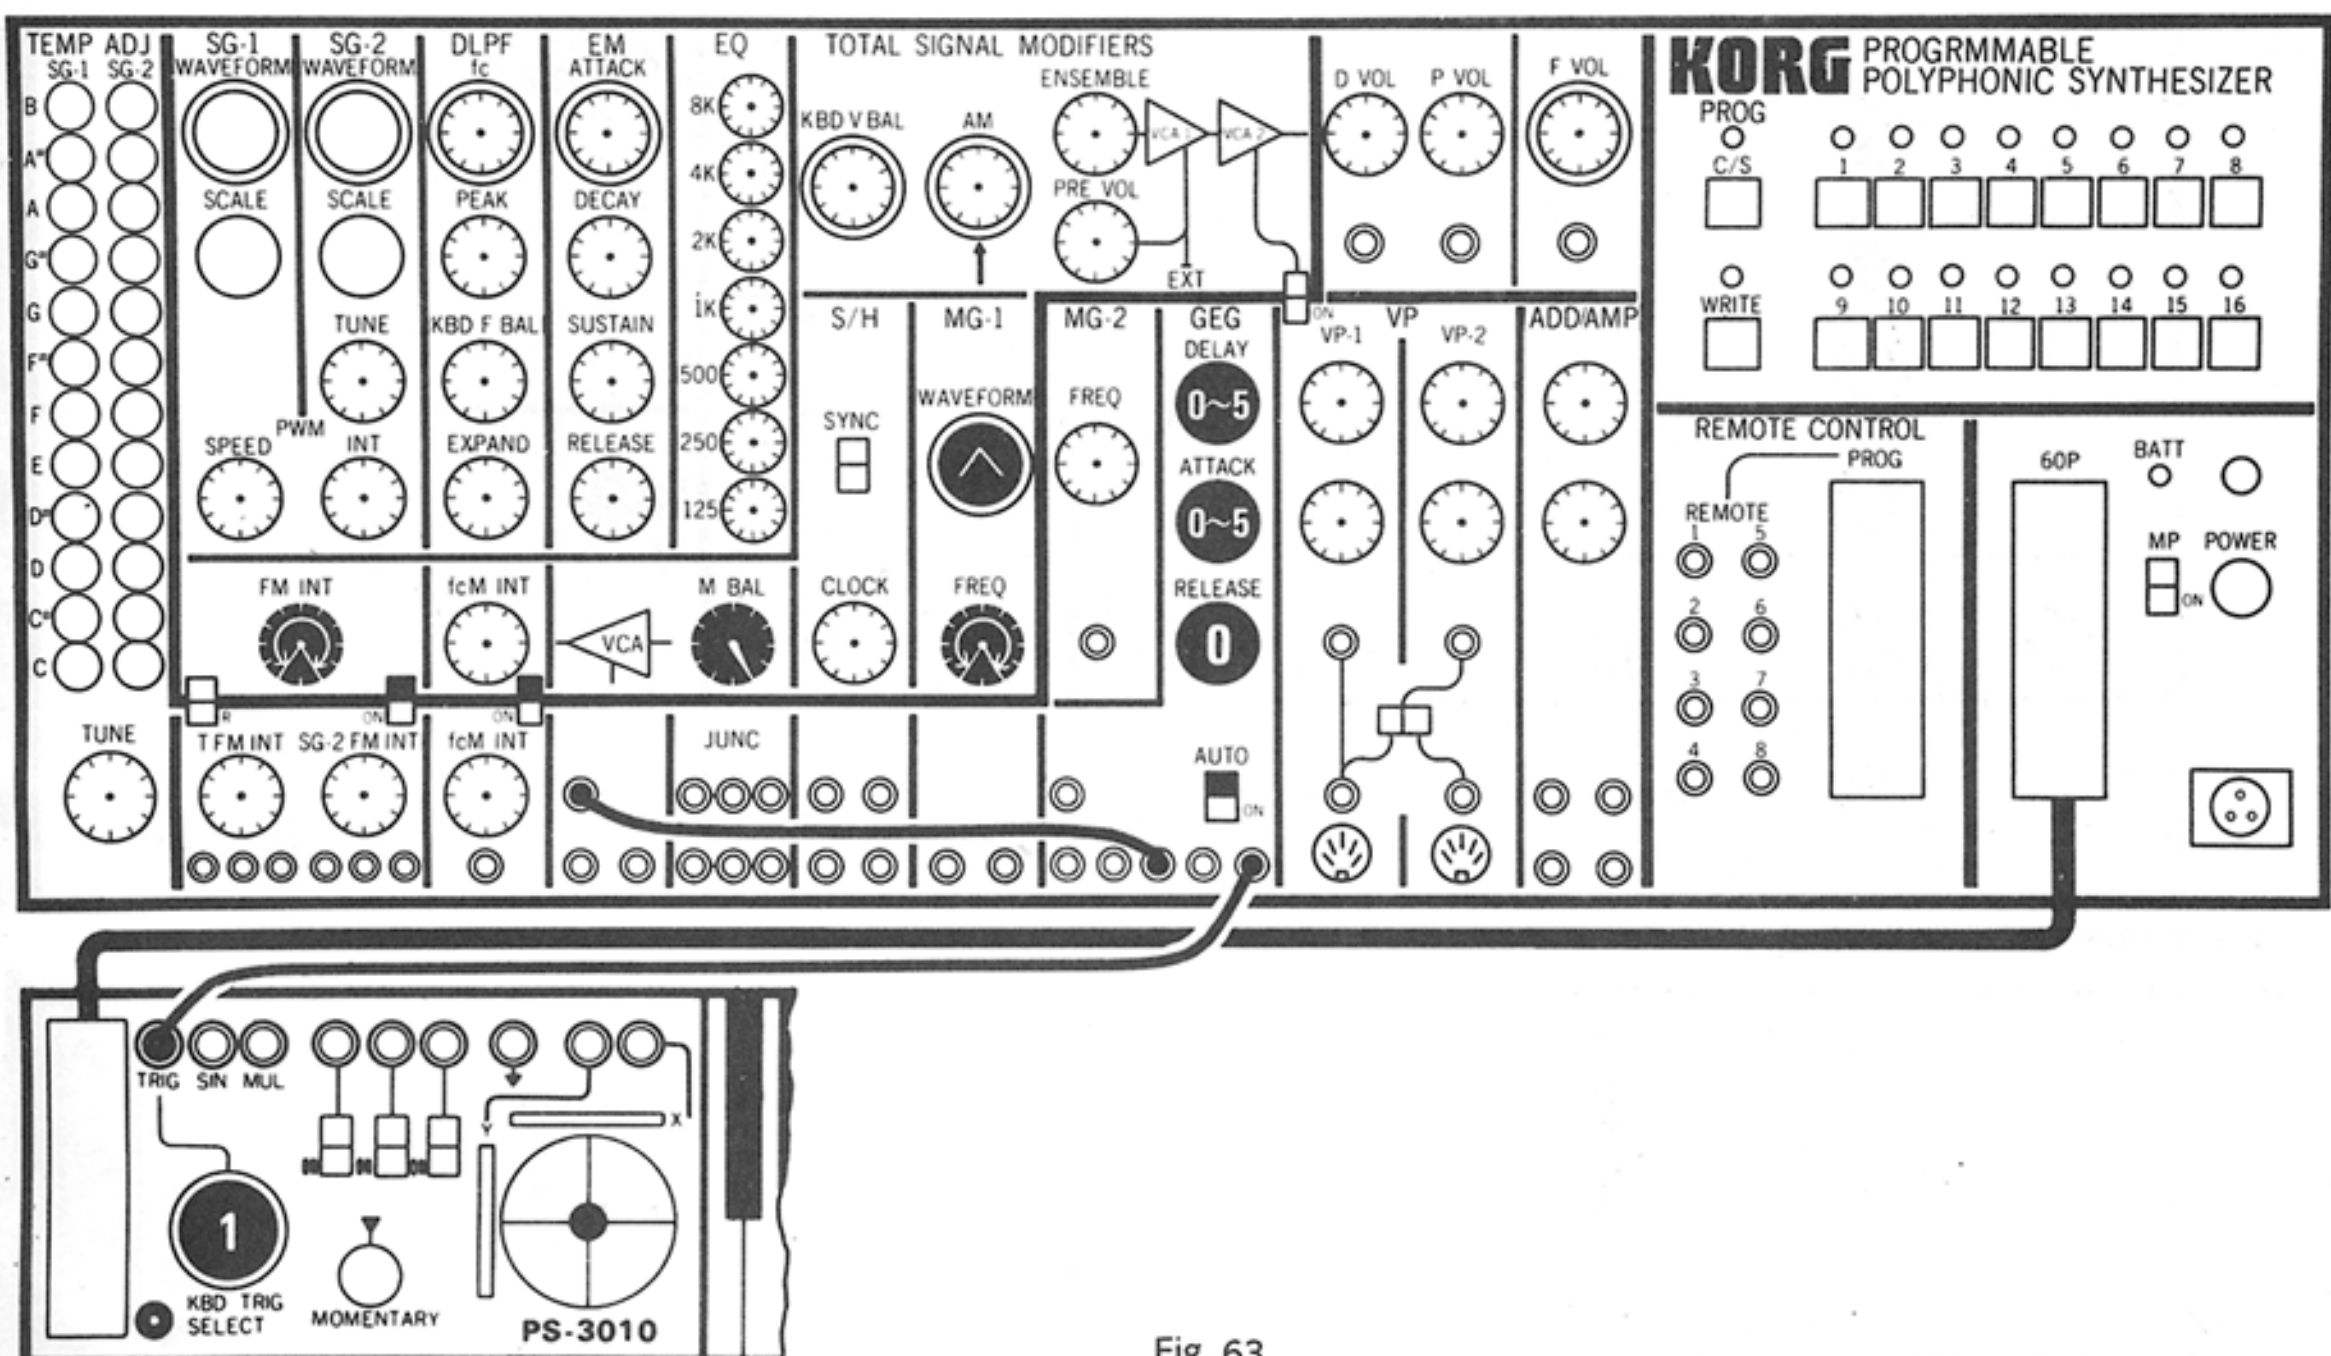 TEMP ADJ
SG-1 SG-2
B
A#
A
G#
G
F#
F
E
D#
D
C#
C
TUNE
SG-1
WAVEFORM
SCALE
SPEED
PWM
SG-2
WAVEFORM
SCALE
TUNE
INT
DLPF
fc
PEAK
KBD F BAL
EXPAND
EM
ATTACK
DECAY
SUSTAIN
RELEASE
EQ
8K
4K
2K
1K
500
250
125
FM INT
fcM INT
VCA
M BAL
R
ON
ON
T FM INT
SG-2 FM INT
fcM INT
JUNC
TOTAL SIGNAL MODIFIERS
KBD V BAL
AM
ENSEMBLE
PRE VOL
VCA 1
VCA 2
EXT
ON
S/H
SYNC
CLOCK
MG-1
WAVEFORM
FREQ
MG-2
FREQ
GEG
DELAY
0~5
ATTACK
0~5
RELEASE
0
AUTO
ON
D VOL
P VOL
F VOL
VP
VP-1
VP-2
ADD/AMP
KORG PROGRMMABLE
POLYPHONIC SYNTHESIZER
PROG
C/S
1 2 3 4 5 6 7 8
WRITE
9 10 11 12 13 14 15 16
REMOTE CONTROL
PROG
REMOTE
1 5
2 6
3 7
4 8
60P
BATT
MP
ON
POWER
TRIG SIN MUL
X
Y
1
KBD TRIG
SELECT
MOMENTARY
PS-3010
Fig. 63